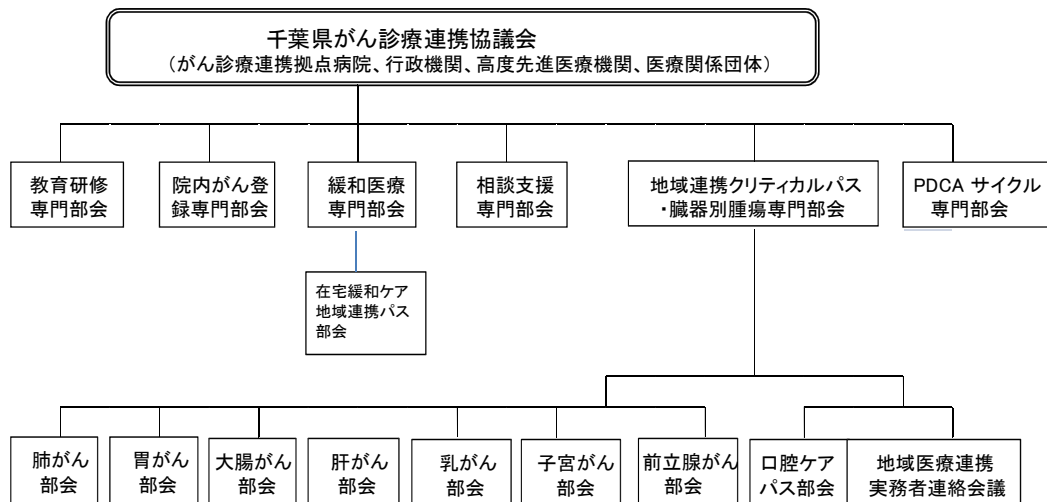 千葉県がん診療連携協議会
（がん診療連携拠点病院、行政機関、高度先進医療機関、医療関係団体）
教育研修
専門部会
院内がん登
録専門部会
緩和医療
専門部会
相談支援
専門部会
地域連携クリティカルパス
・臓器別腫瘍専門部会
PDCA サイクル
専門部会
在宅緩和ケア
地域連携パス
部会
肺がん
部会
胃がん
部会
大腸がん
部会
肝がん
部会
乳がん
部会
子宮がん
部会
前立腺がん
部会
口腔ケア
パス部会
地域医療連携
実務者連絡会議